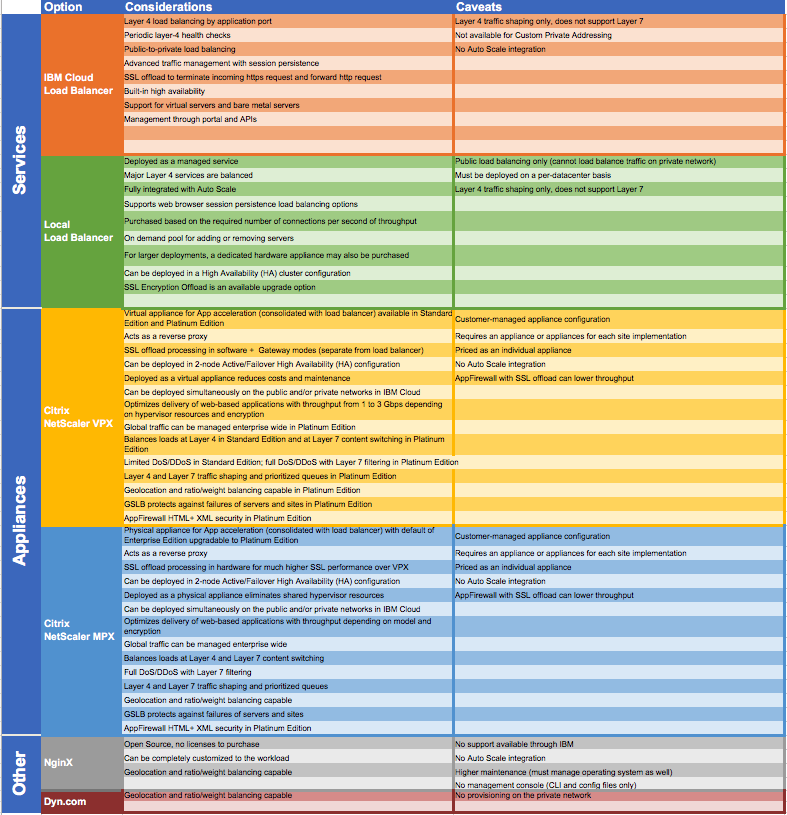 Option Considerations Caveats
Services
IBM Cloud
Load Balancer
Layer 4 load balancing by application port Layer 4 traffic shaping only, does not support Layer 7
Periodic layer-4 health checks Not available for Custom Private Addressing
Public-to-private load balancing No Auto Scale integration
Advanced traffic management with session persistence
SSL offload to terminate incoming https request and forward http request
Built-in high availability
Support for virtual servers and bare metal servers
Management through portal and APIs
Local
Load Balancer
Deployed as a managed service Public load balancing only (cannot load balance traffic on private network)
Major Layer 4 services are balanced Must be deployed on a per-datacenter basis
Fully integrated with Auto Scale Layer 4 traffic shaping only, does not support Layer 7
Supports web browser session persistence load balancing options
Purchased based on the required number of connections per second of throughput
On demand pool for adding or removing servers
For larger deployments, a dedicated hardware appliance may also be purchased
Can be deployed in a High Availability (HA) cluster configuration
SSL Encryption Offload is an available upgrade option
Appliances
Citrix
NetScaler VPX
Virtual appliance for App acceleration (consolidated with load balancer) available in Standard
Edition and Platinum Edition Customer-managed appliance configuration
Acts as a reverse proxy Requires an appliance or appliances for each site implementation
SSL offload processing in software + Gateway modes (separate from load balancer) Priced as an individual appliance
Can be deployed in 2-node Active/Failover High Availability (HA) configuration No Auto Scale integration
Deployed as a virtual appliance reduces costs and maintenance AppFirewall with SSL offload can lower throughput
Can be deployed simultaneously on the public and/or private networks in IBM Cloud
Optimizes delivery of web-based applications with throughput from 1 to 3 Gbps depending
on hypervisor resources and encryption
Global traffic can be managed enterprise wide in Platinum Edition
Balances loads at Layer 4 in Standard Edition and at Layer 7 content switching in Platinum
Edition
Limited DoS/DDoS in Standard Edition; full DoS/DDoS with Layer 7 filtering in Platinum Edition
Layer 4 and Layer 7 traffic shaping and prioritized queues in Platinum Edition
Geolocation and ratio/weight balancing capable in Platinum Edition
GSLB protects against failures of servers and sites in Platinum Edition
AppFirewall HTML+ XML security in Platinum Edition
Citrix
NetScaler MPX
Physical appliance for App acceleration (consolidated with load balancer) with default of
Enterprise Edition upgradable to Platinum Edition Customer-managed appliance configuration
Acts as a reverse proxy Requires an appliance or appliances for each site implementation
SSL offload processing in hardware for much higher SSL performance over VPX Priced as an individual appliance
Can be deployed in 2-node Active/Failover High Availability (HA) configuration No Auto Scale integration
Deployed as a physical appliance eliminates shared hypervisor resources AppFirewall with SSL offload can lower throughput
Can be deployed simultaneously on the public and/or private networks in IBM Cloud
Optimizes delivery of web-based applications with throughput depending on model and
encryption
Global traffic can be managed enterprise wide
Balances loads at Layer 4 and Layer 7 content switching
Full DoS/DDoS with Layer 7 filtering
Layer 4 and Layer 7 traffic shaping and prioritized queues
Geolocation and ratio/weight balancing capable
GSLB protects against failures of servers and sites
AppFirewall HTML+ XML security in Platinum Edition
Other
NginX
Open Source, no licenses to purchase No support available through IBM
Can be completely customized to the workload No Auto Scale integration
Geolocation and ratio/weight balancing capable Higher maintenance (must manage operating system as well)
No management console (CLI and config files only)
Dyn.com
Geolocation and ratio/weight balancing capable No provisioning on the private network